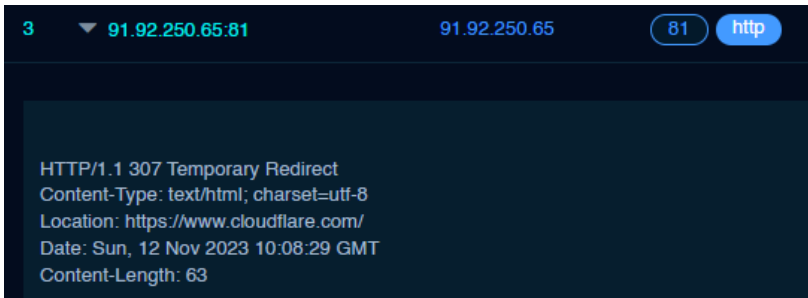 3 91.92.250.65:81 91.92.250.65 81 http
HTTP/1.1 307 Temporary Redirect
Content-Type: text/html; charset=utf-8
Location: https://www.cloudflare.com/
Date: Sun, 12 Nov 2023 10:08:29 GMT
Content-Length: 63